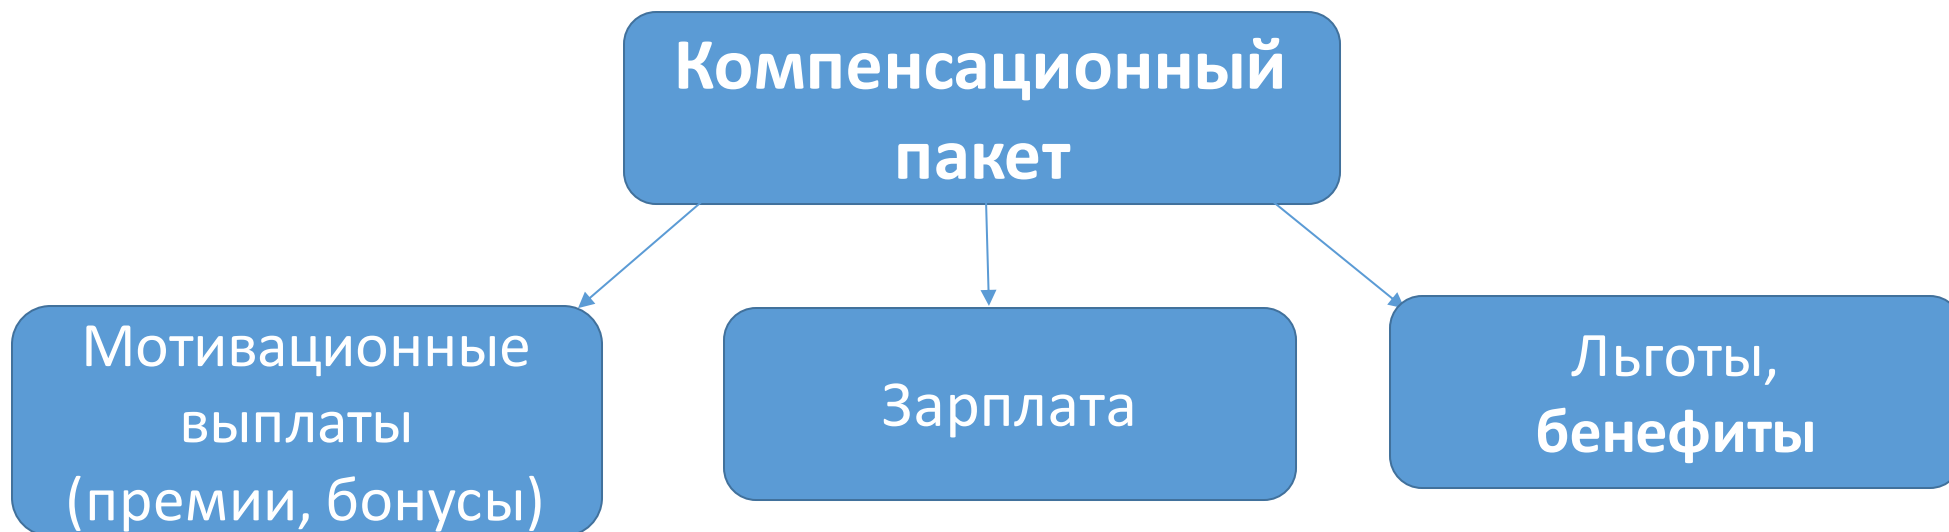 Компенсационный
пакет
Мотивационные
выплаты
(премии, бонусы)
Зарплата
Льготы,
бенефиты